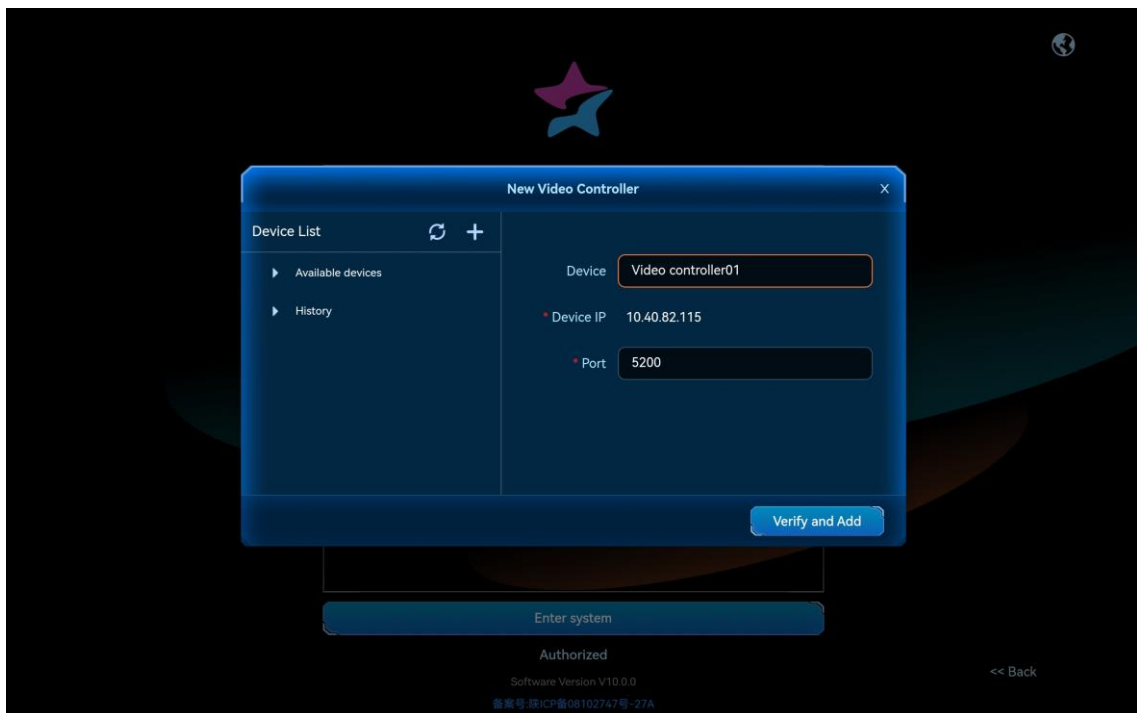 New Video Controller
X
Device List
Available devices
History
Device Video controller01
* Device IP 10.40.82.115
* Port 5200
Verify and Add
Enter system
Authorized
<< Back
Software Version V10.0.0
备案号:陕ICP备08102747号-27A